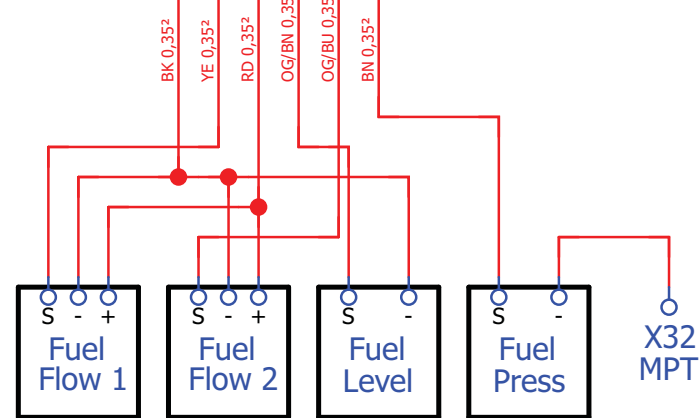 BK 0,35²
YE 0,35²
RD 0,35²
OG/BN 0,35
OG/BU 0,35
BN 0,35²
S - +
Fuel
Flow 1
S - +
Fuel
Flow 2
S -
Fuel
Level
S -
Fuel
Press
X32
MPT